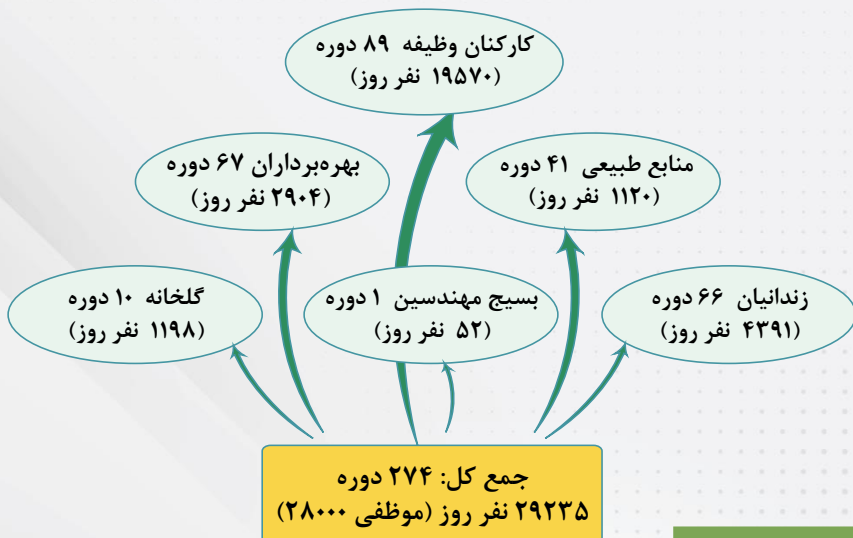 کارکنان وظیفه ۸۹ دوره
(۱۹۵۷۰ نفر روز)
منابع طبیعی ۴۱ دوره
(۱۱۲۰ نفر روز)
بهره‌برداران ۶۷ دوره
(۲۹۰۴ نفر روز)
زندانیان ۶۶ دوره
(۴۳۹۱ نفر روز)
بسیج مهندسین ۱ دوره
(۵۲ نفر روز)
گلخانه ۱۰ دوره
(۱۱۹۸ نفر روز)
جمع کل: ۲۷۴ دوره
۲۹۲۳۵ نفر روز (موظفی ۲۸۰۰۰)